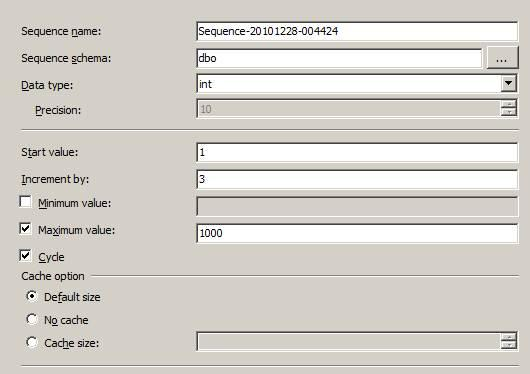 Sequence name: Sequence-20101228-004424
Sequence schema: dbo ...
Data type: int
Precision: 10
Start value: 1
Increment by: 3
Minimum value:
Maximum value: 1000
Cycle
Cache option
Default size
No cache
Cache size: